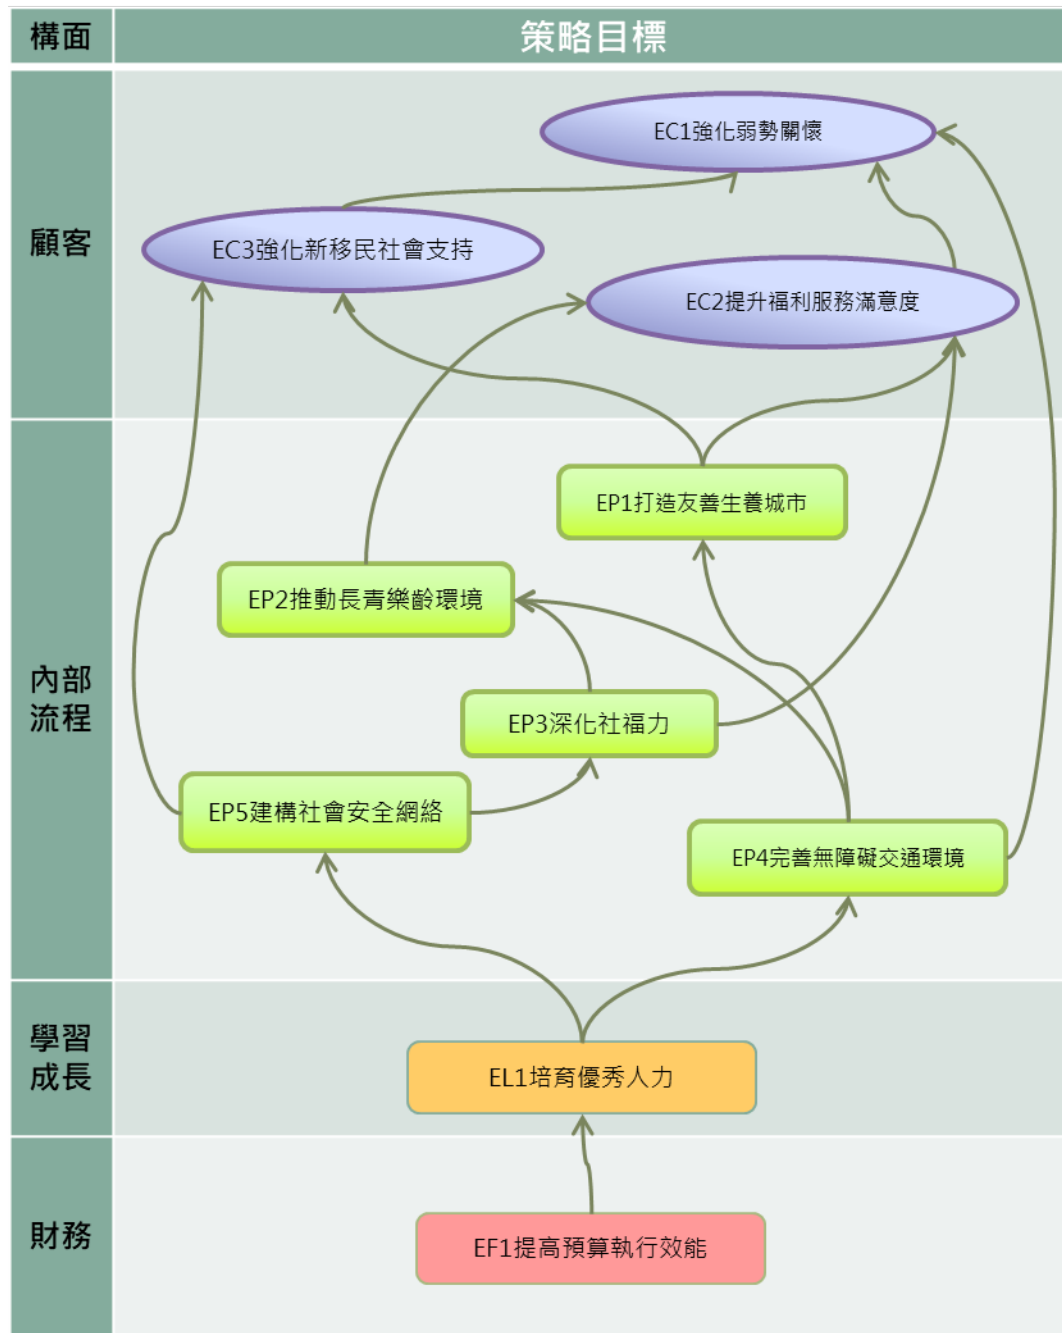 構面
策略目標
顧客
EC1強化弱勢關懷
EC3強化新移民社會支持
EC2提升福利服務滿意度
內部
流程
EP1打造友善生養城市
EP2推動長青樂齡環境
EP3深化社福力
EP5建構社會安全網絡
EP4完善無障礙交通環境
學習
成長
EL1培育優秀人力
財務
EF1提高預算執行效能